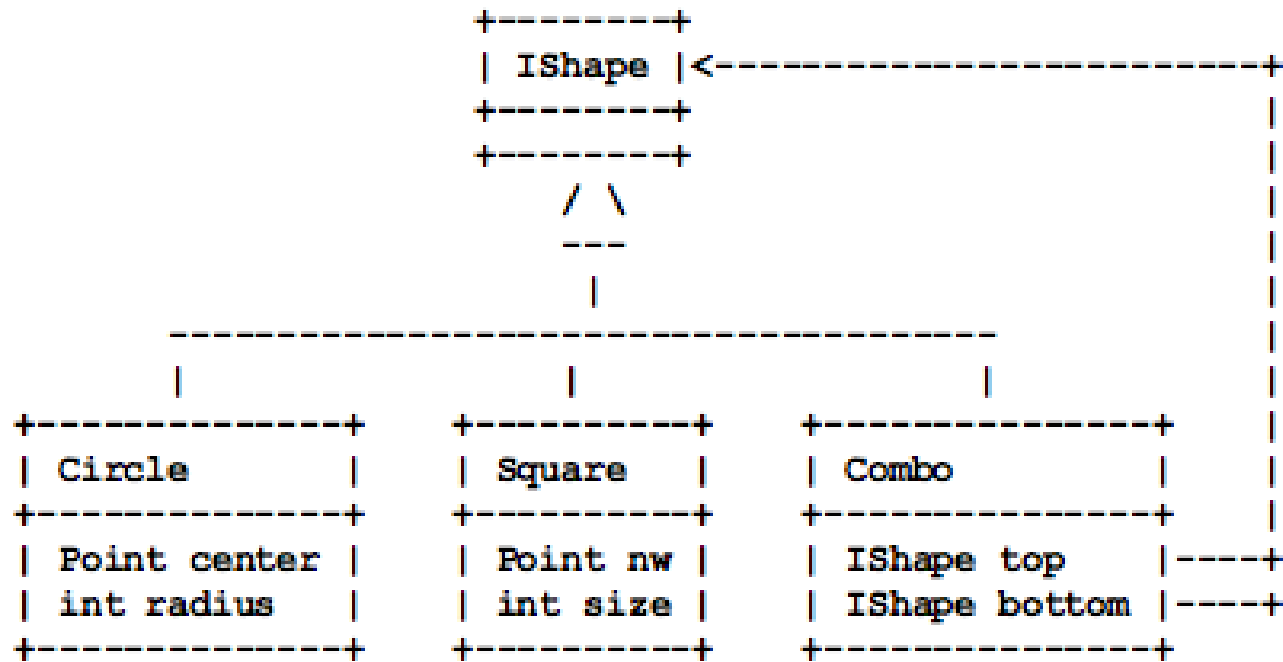 +--------+
| IShape |<---------------------------+
+--------+                            |
+--------+                            |
/ \                                   |
---                                   |
|                                     |
---------------------------------------       |
|               |               |             |
+--------------+   +----------+   +---------------+   |
| Circle       |   | Square   |   | Combo         |   |
+--------------+   +----------+   +---------------+   |
| Point center |   | Point nw |   | IShape top    |----+
| int radius   |   | int size |   | IShape bottom |----+
+--------------+   +----------+   +---------------+